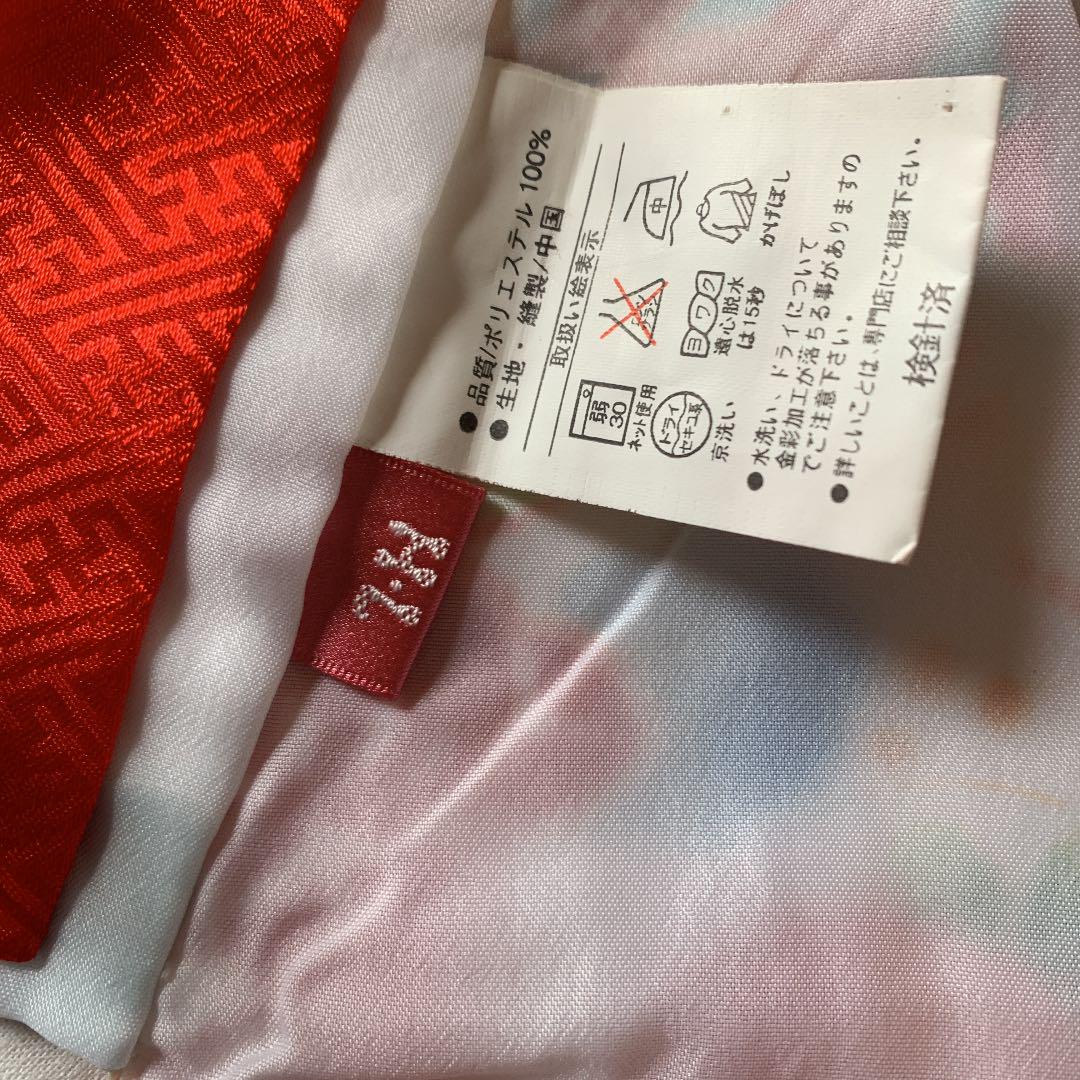 ●品質/ポリエステル 100%
●生地・縫製/中国
取扱い絵表示
弱
30
ネット使用
中
ドライ
セキユ系
京洗い
ヨワク
遠心脱水
は15秒
かげぼし
●水洗い、ドライについて
金彩加工が落ちる事がありますの
でご注意下さい。
●詳しいことは、専門店にご相談下さい。
検針済
7・H